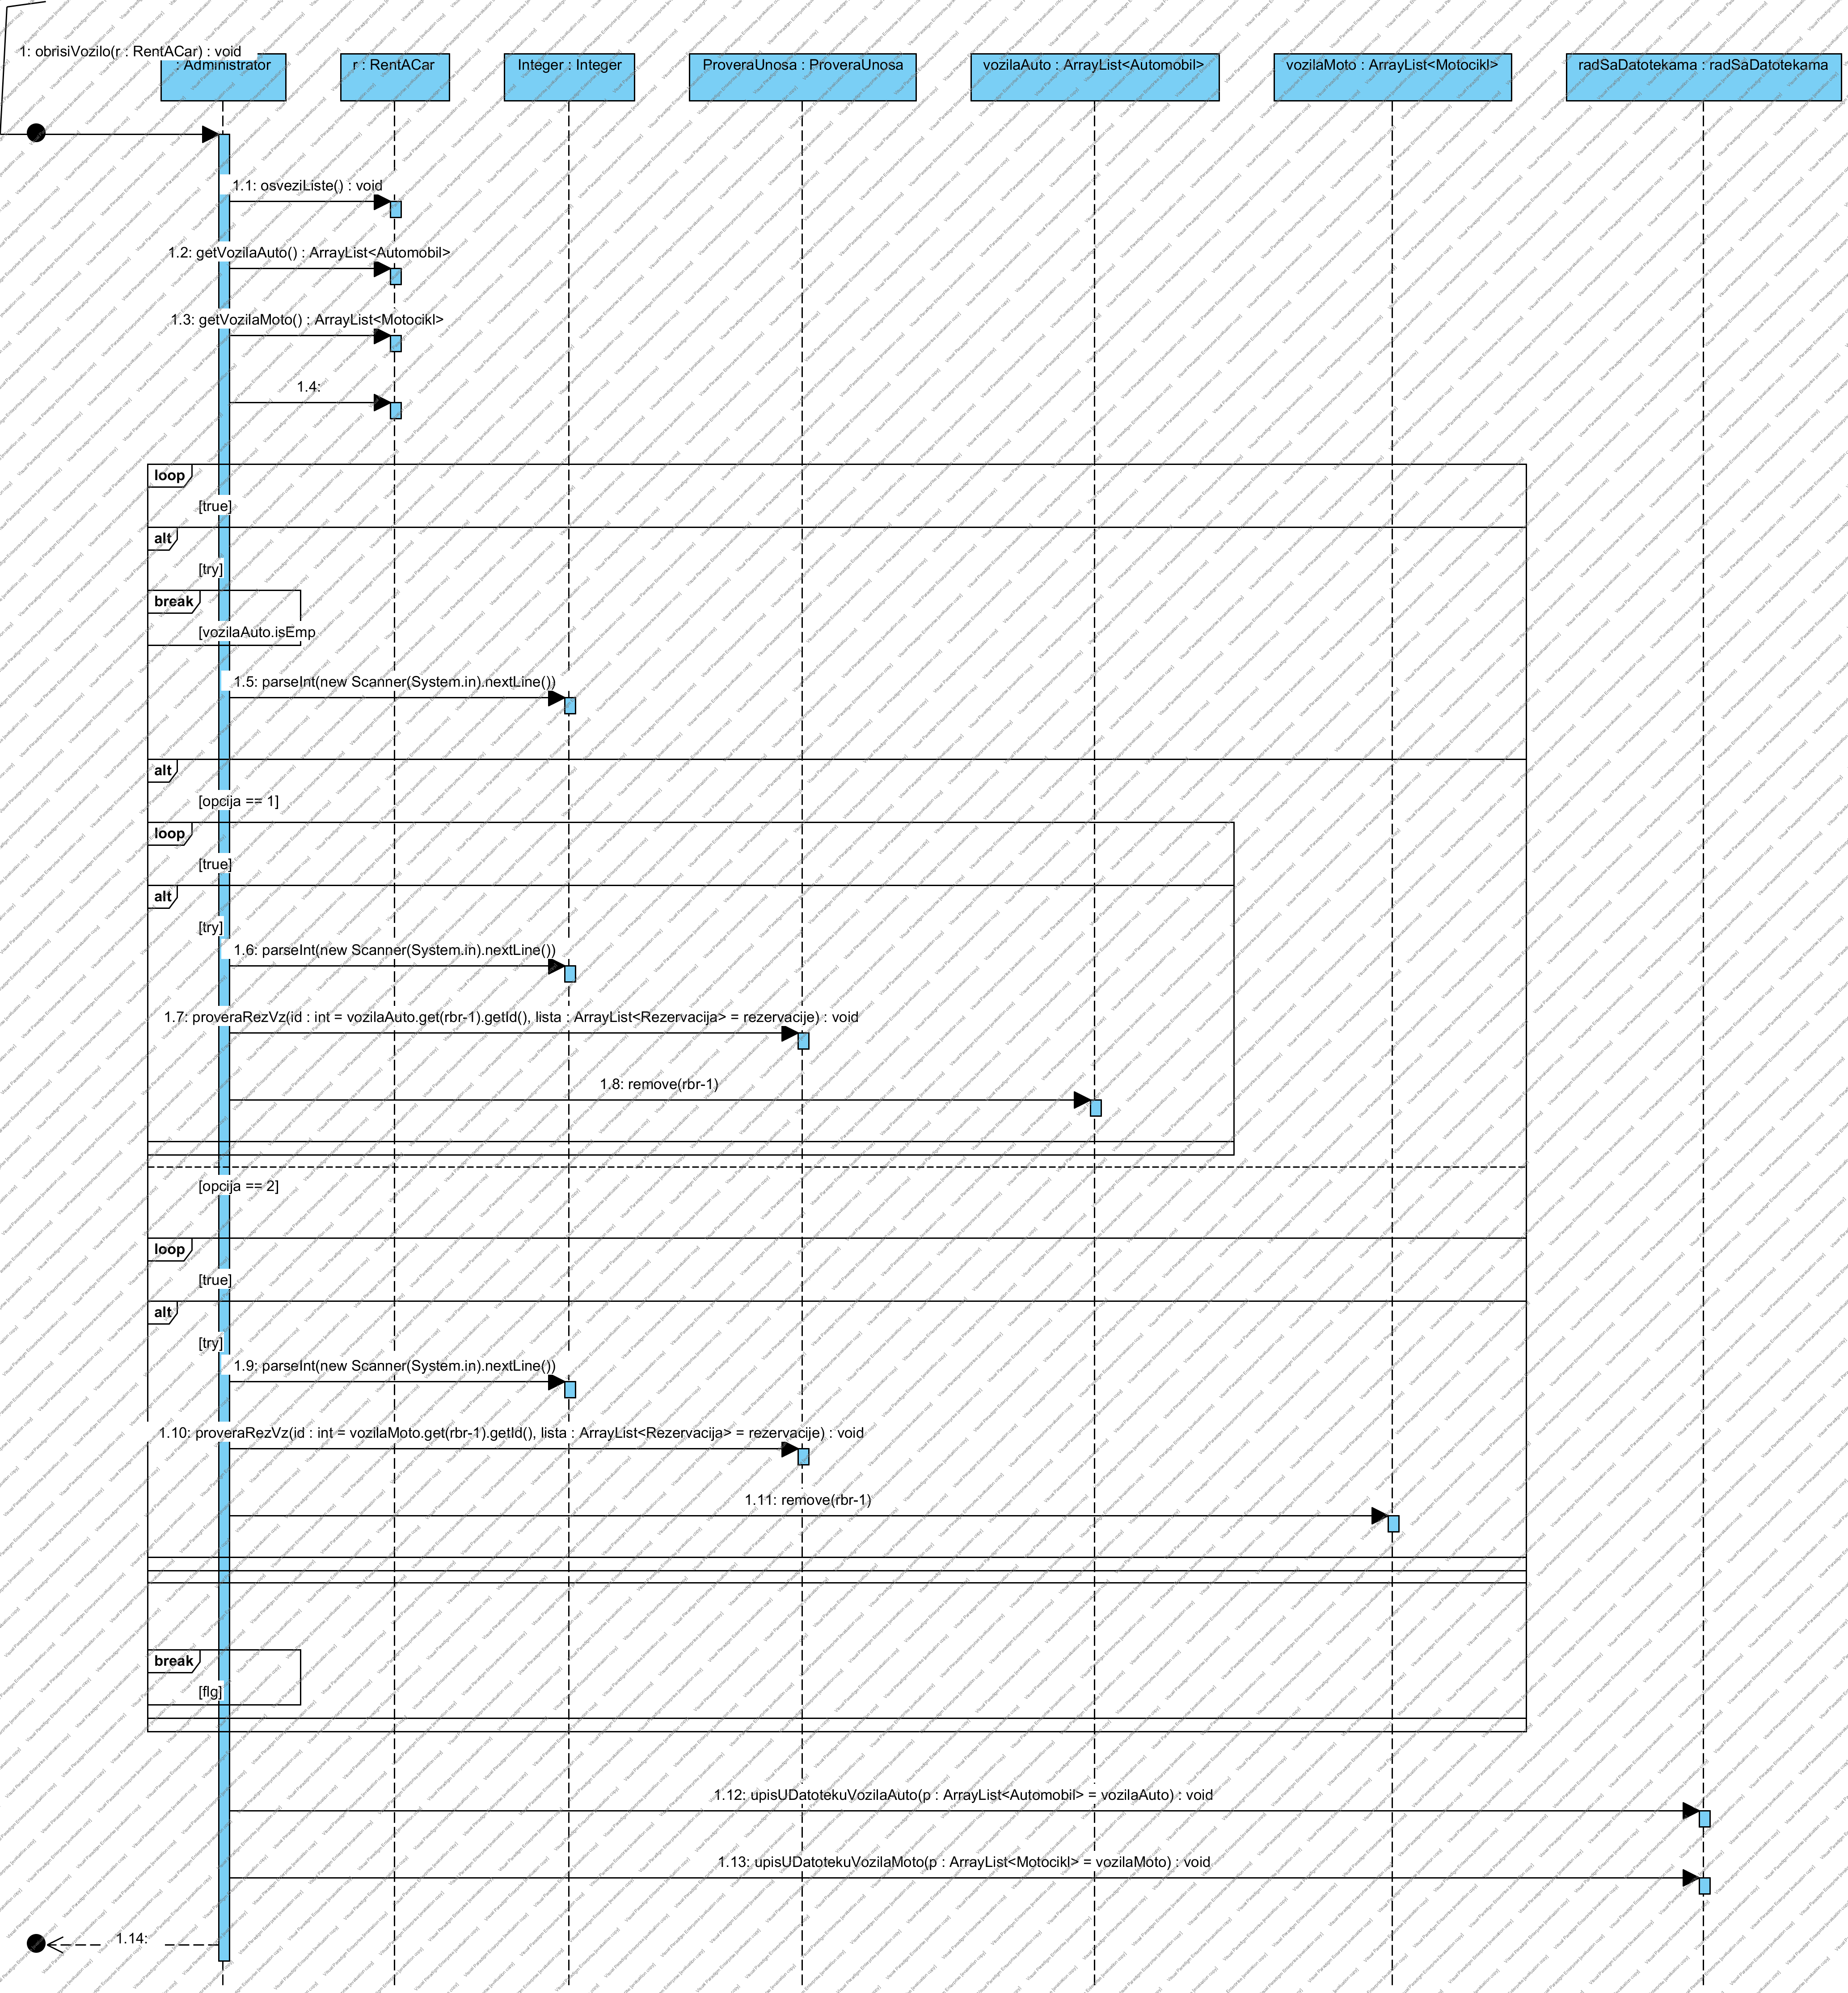 1: obrisiVozilo(r : RentACar) : void
: Administrator
r : RentACar
Integer : Integer
ProveraUnosa : ProveraUnosa
vozilaAuto : ArrayList<Automobil>
vozilaMoto : ArrayList<Motocikl>
radSaDatotekama : radSaDatotekama
1.1: osveziListe() : void
1.2: getVozilaAuto() : ArrayList<Automobil>
1.3: getVozilaMoto() : ArrayList<Motocikl>
1.4:
loop
[true]
alt
[try]
break
[vozilaAuto.isEmp
1.5: parseInt(new Scanner(System.in).nextLine())
alt
[opcija == 1]
loop
[true]
alt
[try]
1.6: parseInt(new Scanner(System.in).nextLine())
1.7: proveraRezVz(id : int = vozilaAuto.get(rbr-1).getId(), lista : ArrayList<Rezervacija> = rezervacije) : void
1.8: remove(rbr-1)
[opcija == 2]
loop
[true]
alt
[try]
1.9: parseInt(new Scanner(System.in).nextLine())
1.10: proveraRezVz(id : int = vozilaMoto.get(rbr-1).getId(), lista : ArrayList<Rezervacija> = rezervacije) : void
1.11: remove(rbr-1)
break
[flg]
1.12: upisUDatotekuVozilaAuto(p : ArrayList<Automobil> = vozilaAuto) : void
1.13: upisUDatotekuVozilaMoto(p : ArrayList<Motocikl> = vozilaMoto) : void
1.14: